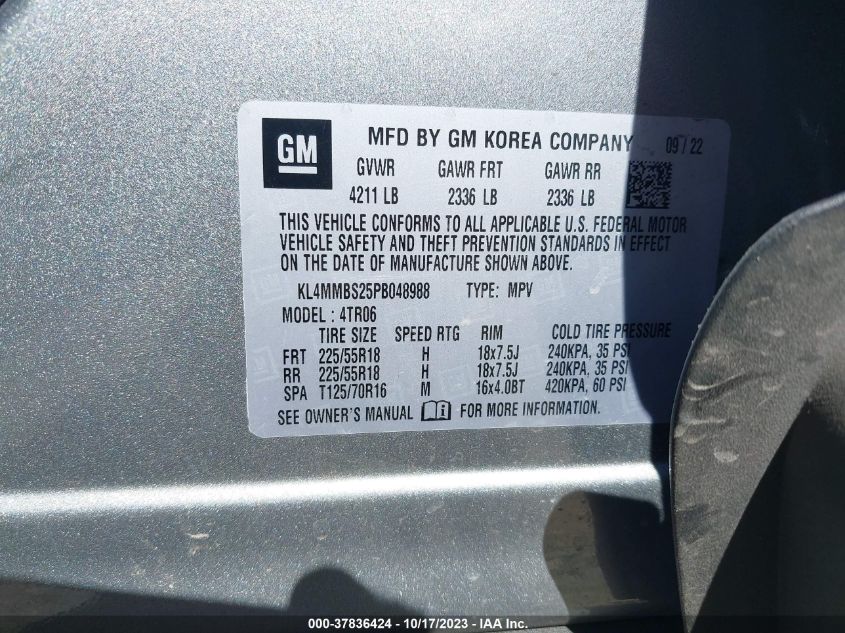 GM
MFD BY GM KOREA COMPANY 09 / 22
GVWR GAWR FRT GAWR RR
4211 LB 2336 LB 2336 LB
THIS VEHICLE CONFORMS TO ALL APPLICABLE U.S. FEDERAL MOTOR
VEHICLE SAFETY AND THEFT PREVENTION STANDARDS IN EFFECT
ON THE DATE OF MANUFACTURE SHOWN ABOVE.
KL4MMBS25PB048988 TYPE: MPV
MODEL : 4TR06
TIRE SIZE SPEED RTG RIM COLD TIRE PRESSURE
FRT 225/55R18 H 18x7.5J 240KPA, 35 PSI
RR 225/55R18 H 18x7.5J 240KPA, 35 PSI
SPA T125/70R16 M 16x4.0BT 420KPA, 60 PSI
SEE OWNER'S MANUAL FOR MORE INFORMATION.
000-37836424 - 10/17/2023 - IAA Inc.